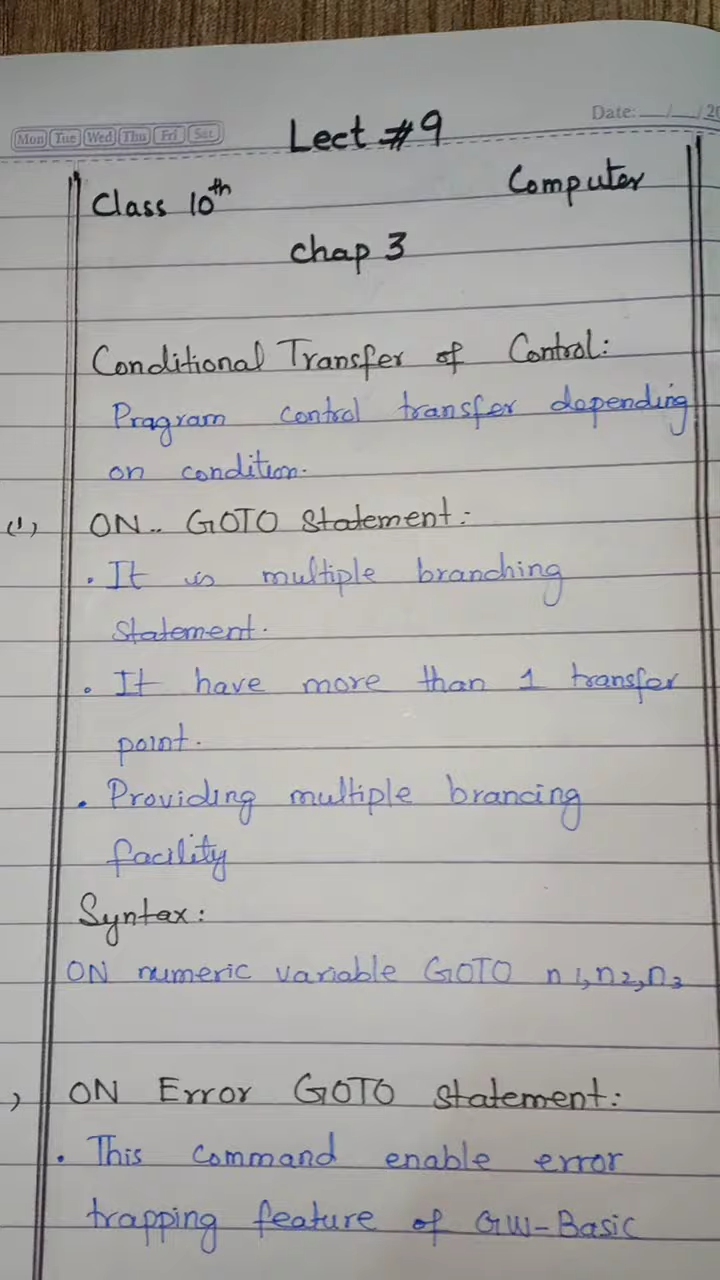 Mon Tue Wed Thu Fri Sat
Date: __/__/20
Lect #9
Class 10th Computer
Chap 3
Conditional Transfer of Control:
Pragram control transfer depending
on condition.
(1) ON.. GOTO Statement:
• It is multiple branching
Statement.
• It have more than 1 transfer
point.
• Providing multiple brancing
facility
Syntax:
ON numeric variable GOTO n1,n2,n3
) ON Error GOTO Statement:
• This command enable error
trapping feature of GW-Basic